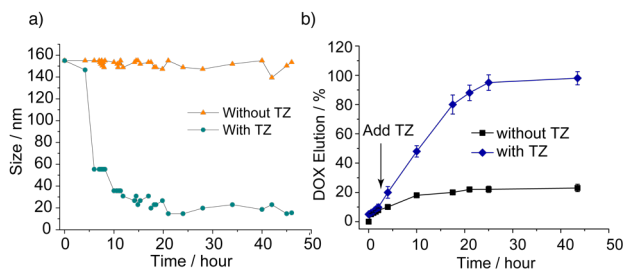 a)
160
140
120
100
80
60
40
20
0
Size / nm
0 10 20 30 40 50
Time / hour
Without TZ
With TZ
b)
120
100
80
60
40
20
0
DOX Elution / %
0 10 20 30 40 50
Time / hour
Add TZ
without TZ
with TZ